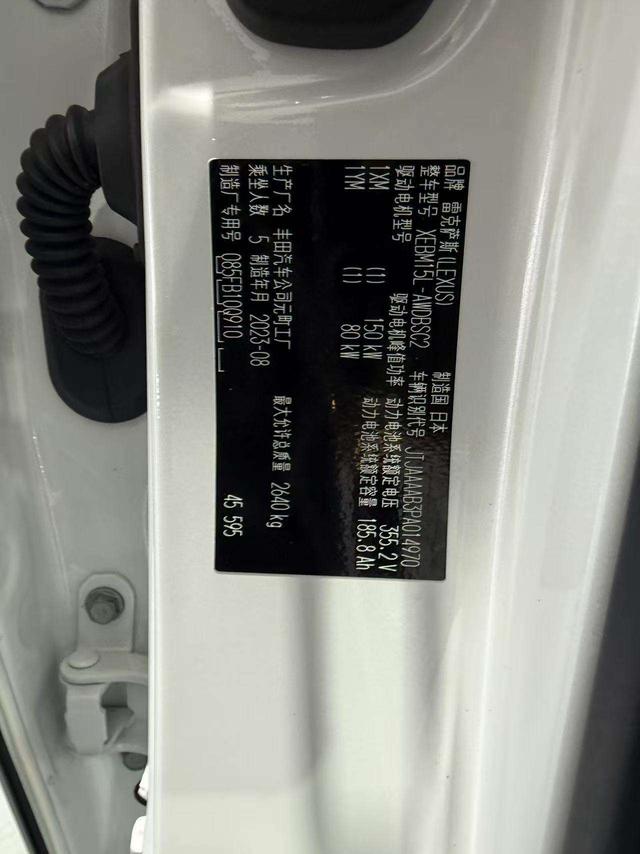 品牌 雷克萨斯(LEXUS) 制造国 日本
整车型号 XEBM15L-AWDBSC2 车辆识别代号 JTJAAAAB3PA014970
驱动电机型号 驱动电机峰值功率 动力电池系统额定电压 355.2 V
1XM (1) 150 kW 动力电池系统额定容量 185.8 Ah
1YM (1) 80 kW
生产厂名 丰田汽车公司元町工厂 最大允许总质量 2640 kg
乘坐人数 5 制造年月 2023-08
制造厂专用号 085EB10Q910 45 595